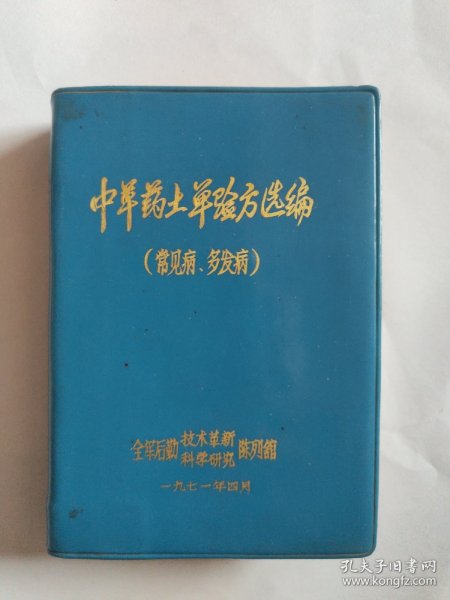 中草药土单验方选编
（常见病、多发病）
全军后勤技术革新科学研究陈列馆
一九七一年四月
孔夫子旧书网
www.kongfz.com